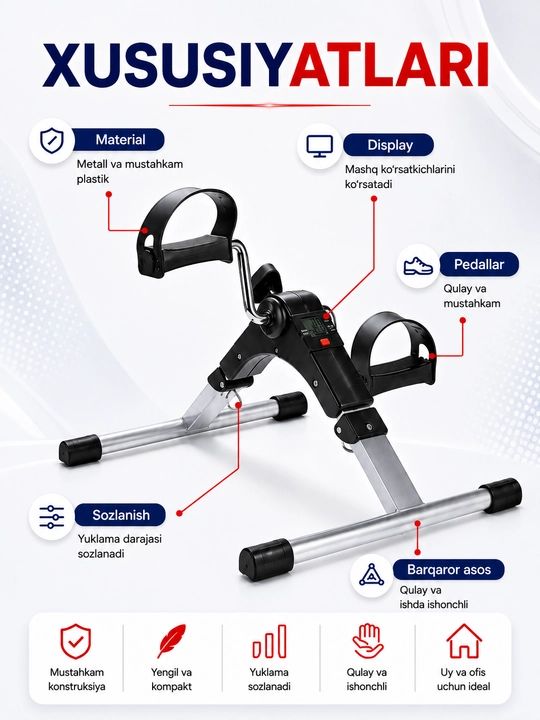 XUSUSIYATLARI
Material
Metall va mustahkam
plastik
Display
Mashq ko‘rsatkichlarini
ko‘rsatadi
Pedallar
Qulay va
mustahkam
Sozlanish
Yuklama darajasi
sozlanadi
Barqaror asos
Qulay va
ishda ishonchli
Mustahkam
konstruksiya
Yengil va
kompakt
Yuklama
sozlanadi
Qulay va
ishonchli
Uy va ofis
uchun ideal